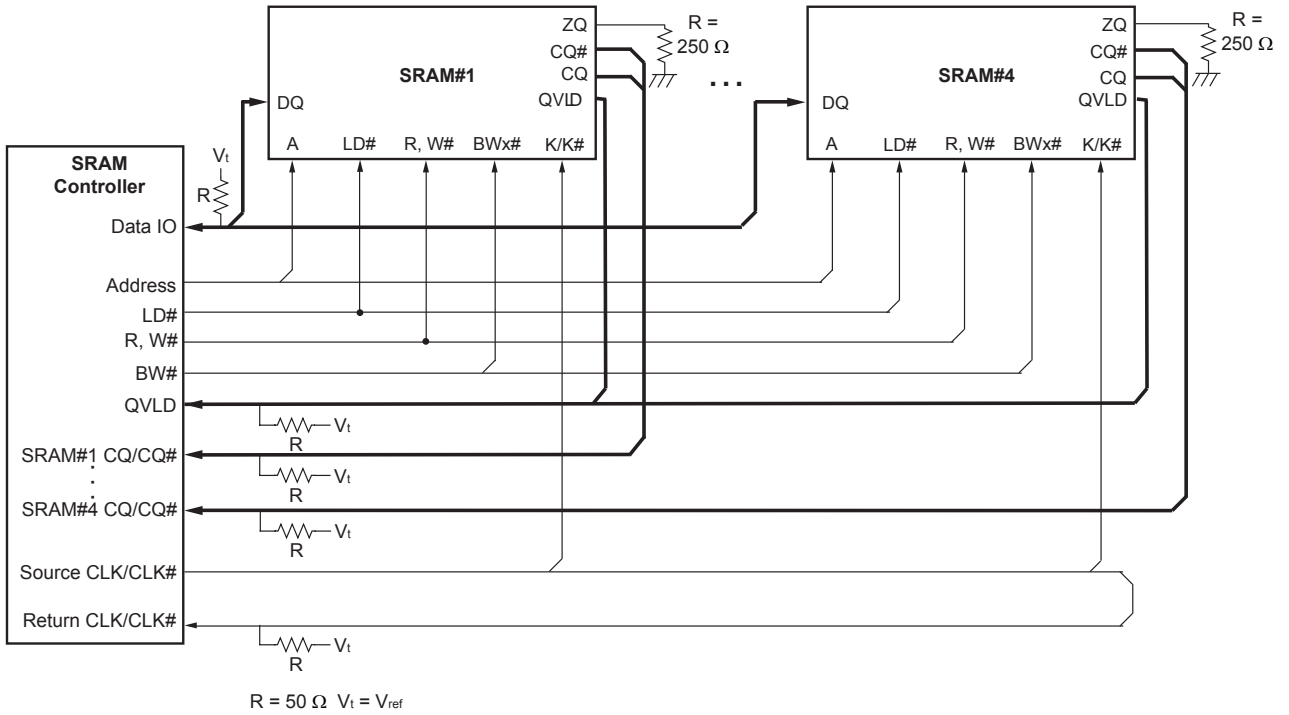 ZQ
R =
250 Ω
CQ#
SRAM#1
CQ
QVLD
DQ
A
LD#
R, W#
BWx#
K/K#
...
ZQ
R =
250 Ω
CQ#
SRAM#4
CQ
QVLD
DQ
A
LD#
R, W#
BWx#
K/K#
SRAM
Controller
Vt
R
Data IO
Address
LD#
R, W#
BW#
QVLD
Vt
R
SRAM#1 CQ/CQ#
Vt
R
SRAM#4 CQ/CQ#
Vt
R
Source CLK/CLK#
Return CLK/CLK#
Vt
R
R = 50 Ω Vt = Vref